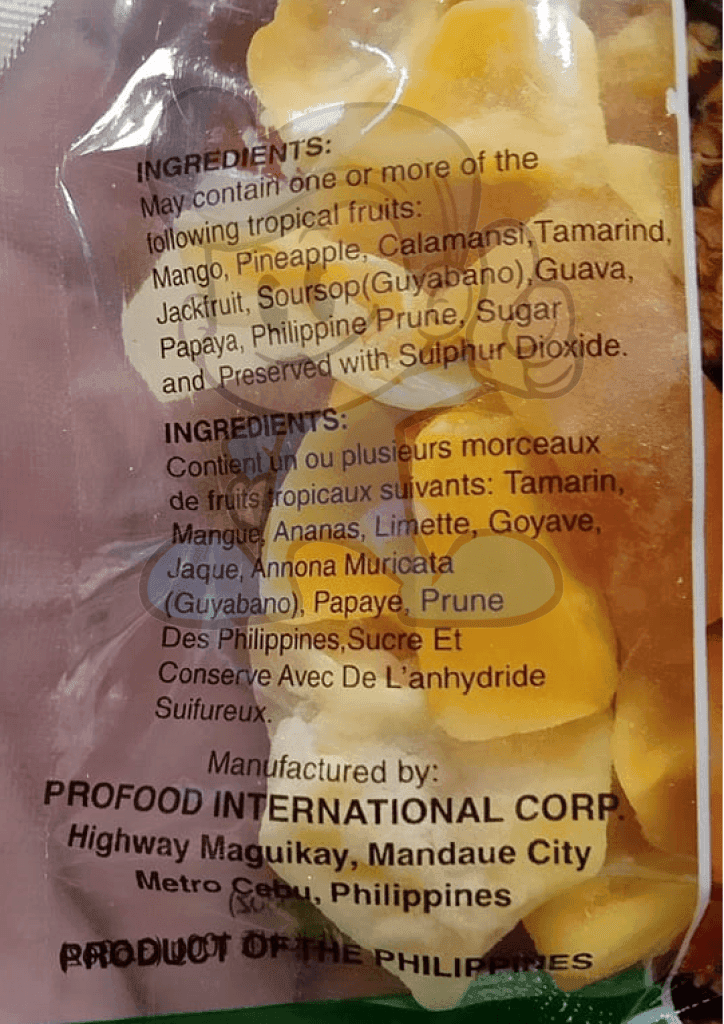 INGREDIENTS:
May contain one or more of the
following tropical fruits:
Mango, Pineapple, Calamansi,Tamarind,
Jackfruit, Soursop(Guyabano),Guava,
Papaya, Philippine Prune, Sugar
and Preserved with Sulphur Dioxide.
INGREDIENTS:
Contient un ou plusieurs morceaux
de fruits tropicaux suivants: Tamarin,
Mangue, Ananas, Limette, Goyave,
Jaque, Annona Muricata
(Guyabano), Papaye, Prune
Des Philippines,Sucre Et
Conserve Avec De L'anhydride
Suifureux.
Manufactured by:
PROFOOD INTERNATIONAL CORP.
Highway Maguikay, Mandaue City
Metro Cebu, Philippines
PRODUCT OF THE PHILIPPINES